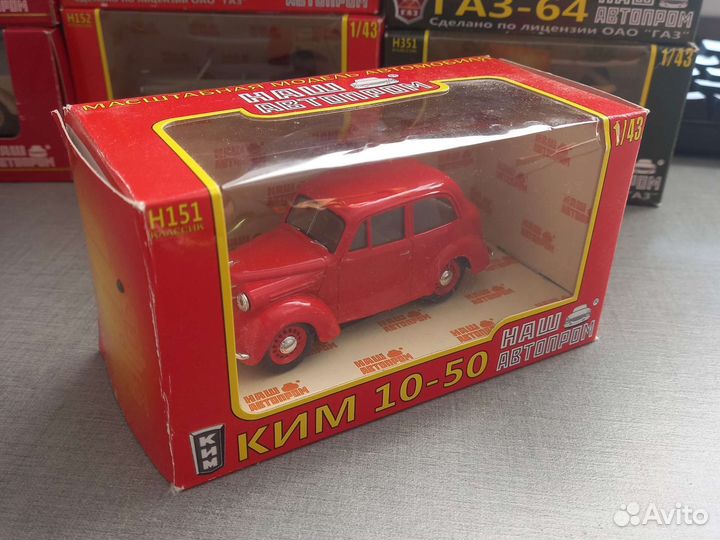 H152
1/43
ГАЗ-64
НАШ
АВТОПРОМ
Сделано по лицензии ОАО "ГАЗ"
H351
КЛАССИК
1/43
МАСШТАБНАЯ МОДЕЛЬ АВТОМОБИЛЯ
НАШ
АВТОПРОМ
1/43
H151
КЛАССИК
НАШ
АВТОПРОМ
КИМ
КИМ 10-50
НАШ
АВТОПРОМ
Avito